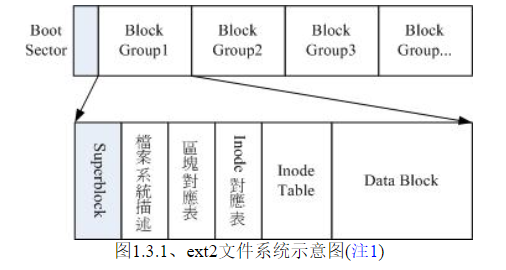 Boot
Sector
Block
Group1
Block
Group2
Block
Group3
Block
Group...
Superblock
檔案系統描述
區塊對應表
Inode 對應表
Inode
Table
Data Block
图1.3.1、ext2文件系统示意图(注1)